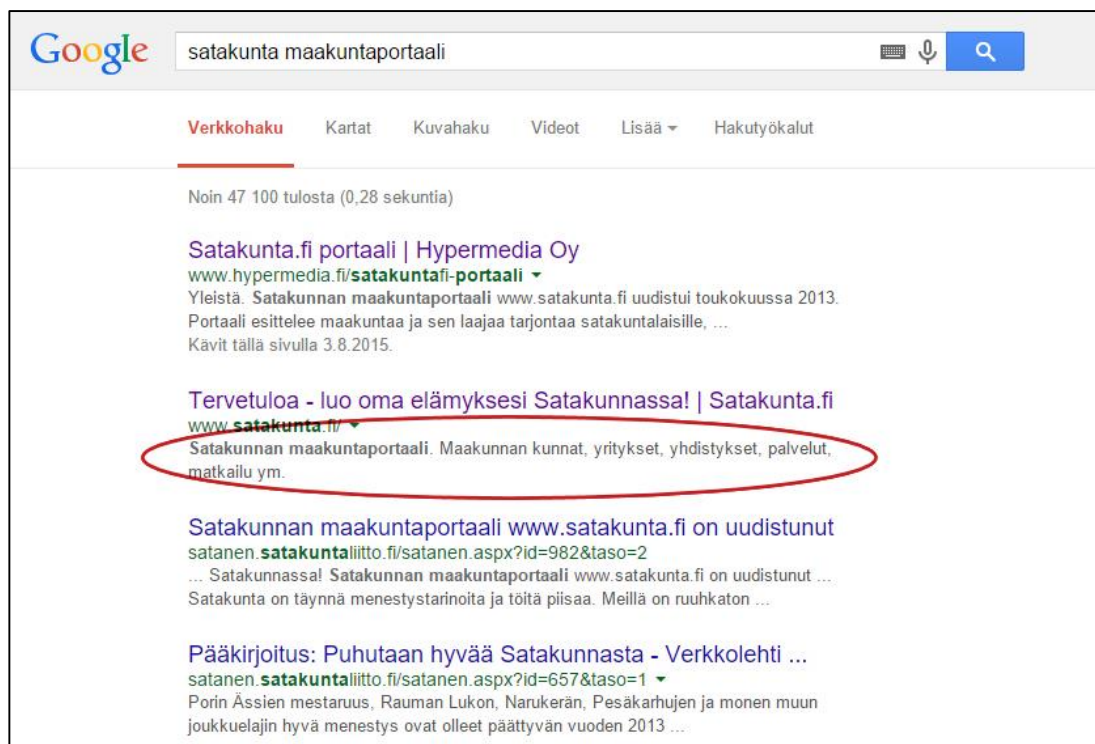 Google
satakunta maakuntaportaali
Verkkohaku Kartat Kuvahaku Videot Lisää Hakutyökalut
Noin 47 100 tulosta (0,28 sekuntia)
Satakunta.fi portaali | Hypermedia Oy
www.hypermedia.fi/satakuntafi-portaali
Yleistä. Satakunnan maakuntaportaali www.satakunta.fi uudistui toukokuussa 2013.
Portaali esittelee maakuntaa ja sen laajaa tarjontaa satakuntalaisille, ...
Kävit tällä sivulla 3.8.2015.
Tervetuloa - luo oma elämyksesi Satakunnassa! | Satakunta.fi
www.satakunta.fi/
Satakunnan maakuntaportaali. Maakunnan kunnat, yritykset, yhdistykset, palvelut,
matkailu ym.
Satakunnan maakuntaportaali www.satakunta.fi on uudistunut
satanen.satakuntaliitto.fi/satanen.aspx?id=982&taso=2
... Satakunnassa! Satakunnan maakuntaportaali www.satakunta.fi on uudistunut ...
Satakunta on täynnä menestystarinoita ja töitä piisaa. Meillä on ruuhkaton ...
Pääkirjoitus: Puhutaan hyvää Satakunnasta - Verkkolehti ...
satanen.satakuntaliitto.fi/satanen.aspx?id=657&taso=1
Porin Ässien mestaruus, Rauman Lukon, Narukerän, Pesäkarhujen ja monen muun
joukkuelajin hyvä menestys ovat olleet päättyvän vuoden 2013 ...